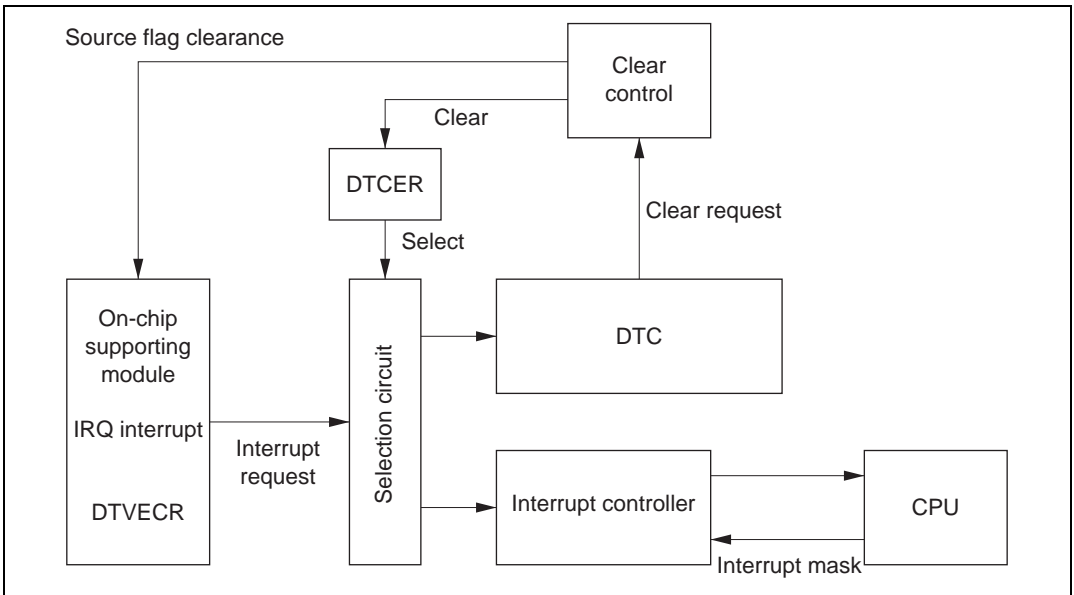 Source flag clearance
Clear
control
Clear
DTCER
Clear request
Select
On-chip
supporting
module
IRQ interrupt
DTVECR
Interrupt
request
Selection circuit
DTC
Interrupt controller
CPU
Interrupt mask